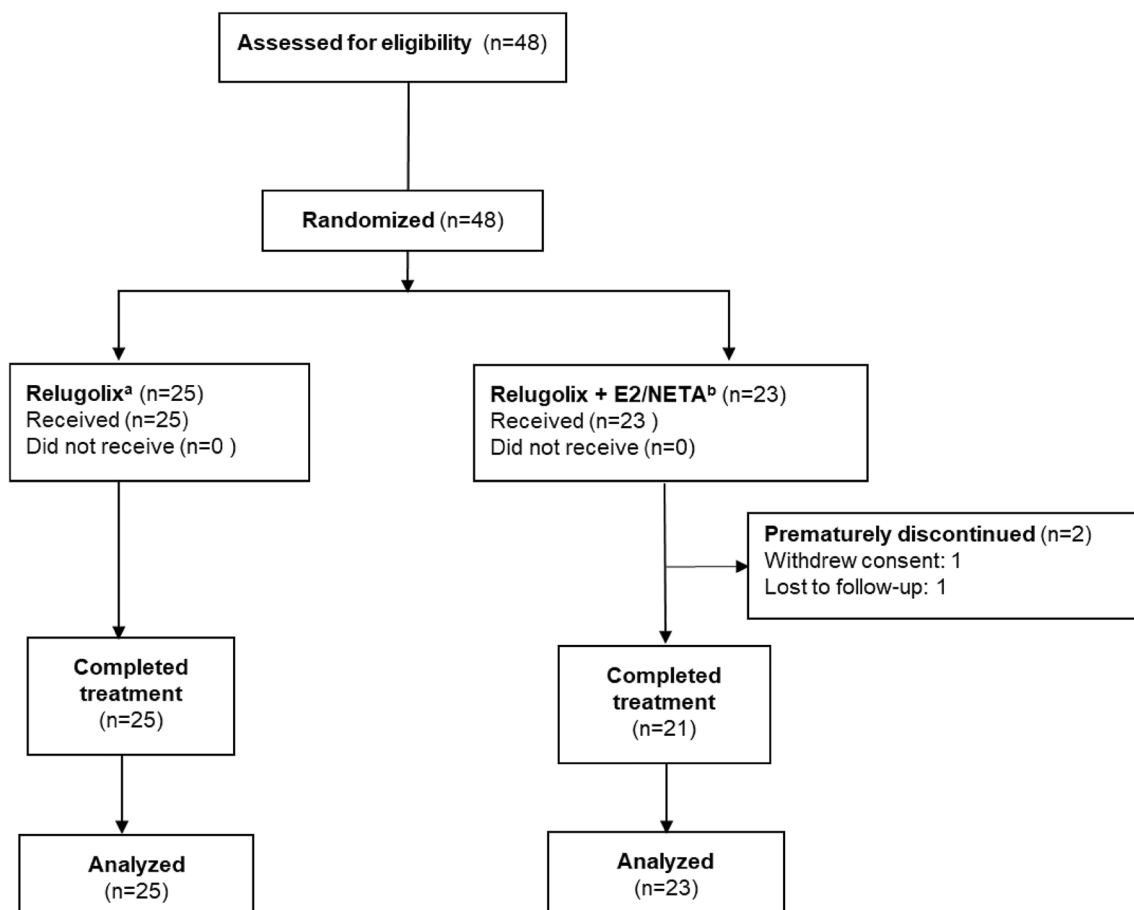 Assessed for eligibility (n=48)
Randomized (n=48)
Relugolixᵃ (n=25)
Received (n=25)
Did not receive (n=0 )
Relugolix + E2/NETAᵇ (n=23)
Received (n=23 )
Did not receive (n=0)
Prematurely discontinued (n=2)
Withdrew consent: 1
Lost to follow-up: 1
Completed
treatment
(n=25)
Completed
treatment
(n=21)
Analyzed
(n=25)
Analyzed
(n=23)